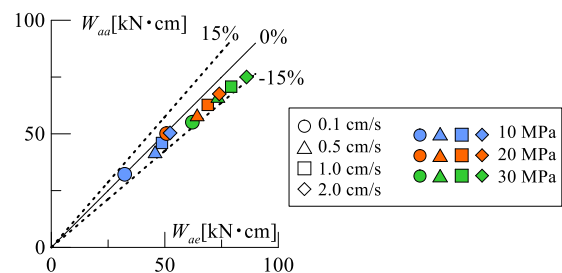 100
W_aa[kN·cm]
15%
0%
-15%
50
0
W_ae[kN·cm]
0
50
100
0.1 cm/s
0.5 cm/s
1.0 cm/s
2.0 cm/s
10 MPa
20 MPa
30 MPa